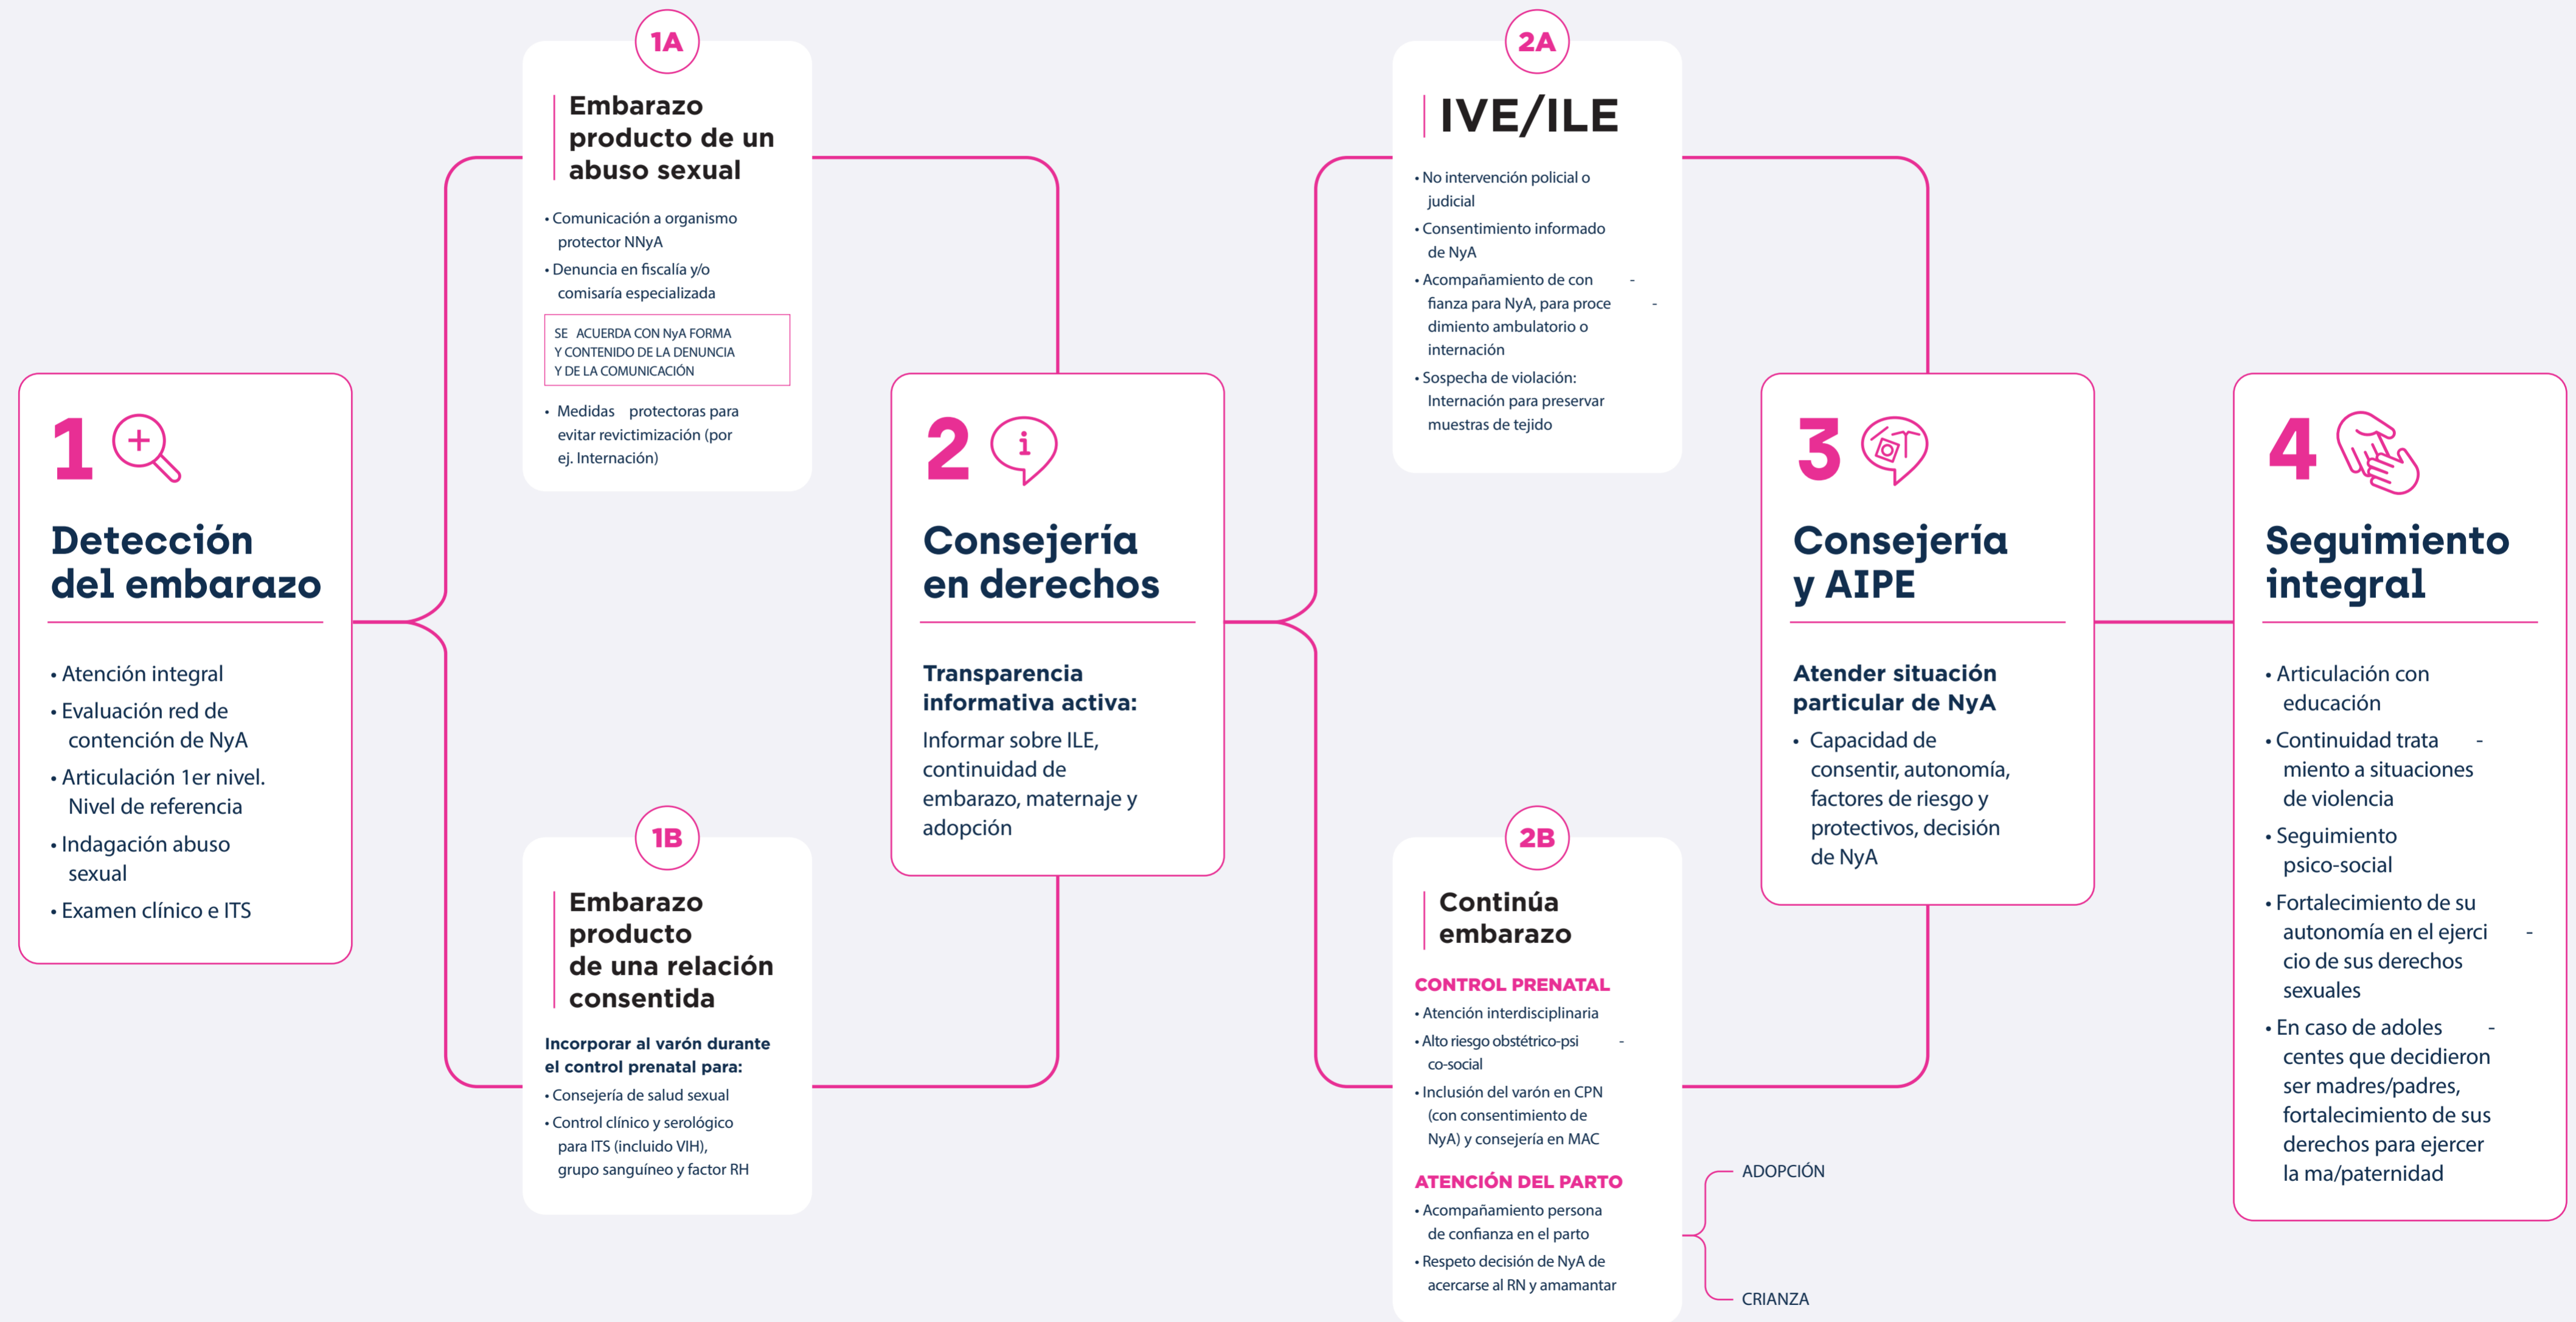 1
Detección
del embarazo
• Atención integral
• Evaluación red de
contención de NyA
• Articulación 1er nivel.
Nivel de referencia
• Indagación abuso
sexual
• Examen clínico e ITS
1A
Embarazo
producto de un
abuso sexual
• Comunicación a organismo
protector NNyA
• Denuncia en fiscalía y/o
comisaría especializada
SE ACUERDA CON NyA FORMA
Y CONTENIDO DE LA DENUNCIA
Y DE LA COMUNICACIÓN
• Medidas protectoras para
evitar revictimización (por
ej. Internación)
1B
Embarazo
producto
de una relación
consentida
Incorporar al varón durante
el control prenatal para:
• Consejería de salud sexual
• Control clínico y serológico
para ITS (incluido VIH),
grupo sanguíneo y factor RH
2
i
Consejería
en derechos
Transparencia
informativa activa:
Informar sobre ILE,
continuidad de
embarazo, maternaje y
adopción
2A
IVE/ILE
• No intervención policial o
judicial
• Consentimiento informado
de NyA
• Acompañamiento de con -
fianza para NyA, para proce -
dimiento ambulatorio o
internación
• Sospecha de violación:
Internación para preservar
muestras de tejido
2B
Continúa
embarazo
CONTROL PRENATAL
• Atención interdisciplinaria
• Alto riesgo obstétrico-psi -
co-social
• Inclusión del varón en CPN
(con consentimiento de
NyA) y consejería en MAC
ATENCIÓN DEL PARTO
• Acompañamiento persona
de confianza en el parto
• Respeto decisión de NyA de
acercarse al RN y amamantar
ADOPCIÓN
CRIANZA
3
Consejería
y AIPE
Atender situación
particular de NyA
• Capacidad de
consentir, autonomía,
factores de riesgo y
protectivos, decisión
de NyA
4
Seguimiento
integral
• Articulación con
educación
• Continuidad trata -
miento a situaciones
de violencia
• Seguimiento
psico-social
• Fortalecimiento de su
autonomía en el ejerci -
cio de sus derechos
sexuales
• En caso de adoles -
centes que decidieron
ser madres/padres,
fortalecimiento de sus
derechos para ejercer
la ma/paternidad